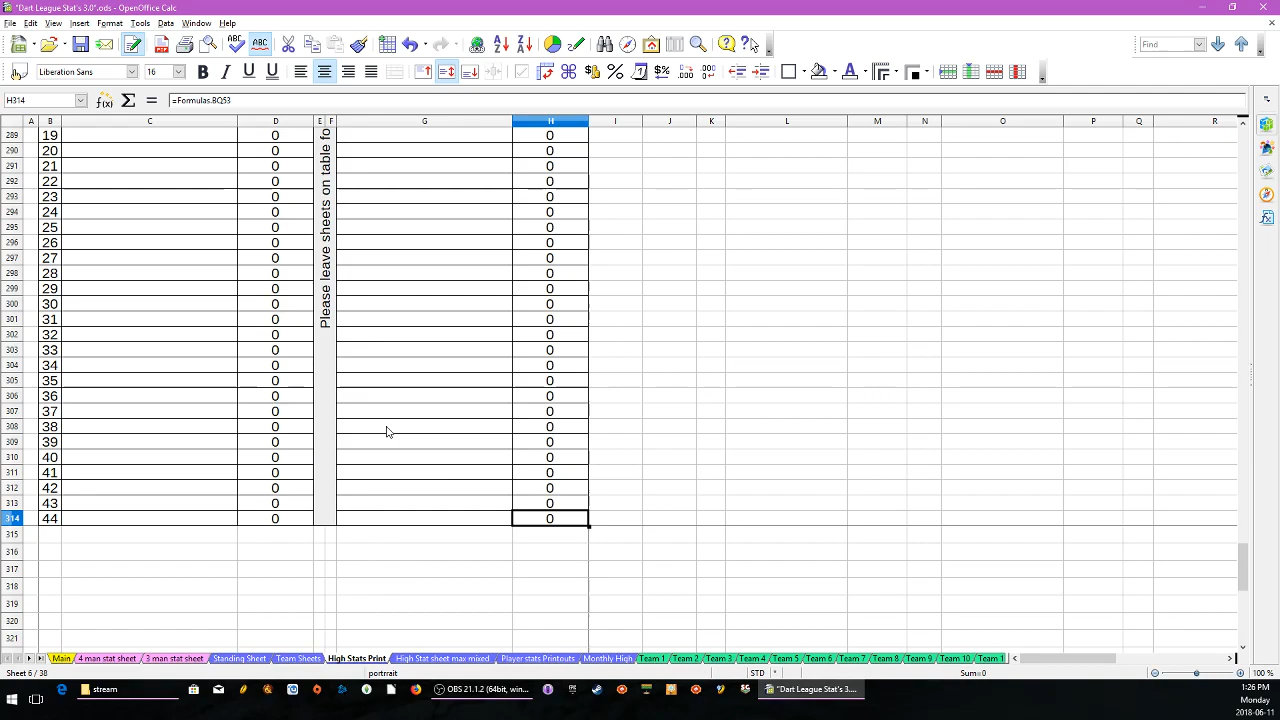 "Dart League Stat's 3.0".ods - OpenOffice Calc
File Edit View Insert Format Tools Data Window Help
Find
Liberation Sans 16
H314 =Formulas.BQ53
A B C D E F G H I J K L M N O P Q R
289 19 0 0
290 20 0 0
291 21 0 0
292 22 0 0
293 23 0 0
294 24 0 0
295 25 0 0
296 26 0 0
297 27 0 0
298 28 0 0
299 29 0 0
300 30 0 0
301 31 0 0
302 32 0 0
303 33 0 0
304 34 0 0
305 35 0 0
306 36 0 0
307 37 0 0
308 38 0 0
309 39 0 0
310 40 0 0
311 41 0 0
312 42 0 0
313 43 0 0
314 44 0 0
Please leave sheets on table fo
315
316
317
318
319
320
321
Main 4 man stat sheet 3 man stat sheet Standing Sheet Team Sheets High Stats Print High Stat sheet max mixed Player stats Printouts Monthly High Team 1 Team 2 Team 3 Team 4 Team 5 Team 6 Team 7 Team 8 Team 9 Team 10 Team 1
Sheet 6 / 38 portrait STD * Sum=0 100 %
stream OBS 21.1.2 (64bit, win... "Dart League Stat's 3....
1:26 PM
Monday
2018-06-11